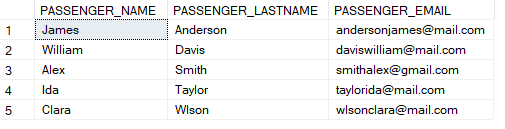 PASSENGER_NAME PASSENGER_LASTNAME PASSENGER_EMAIL
1 James Anderson andersonjames@mail.com
2 William Davis daviswilliam@mail.com
3 Alex Smith smithalex@gmail.com
4 Ida Taylor taylorida@mail.com
5 Clara Wlson wlsonclara@mail.com